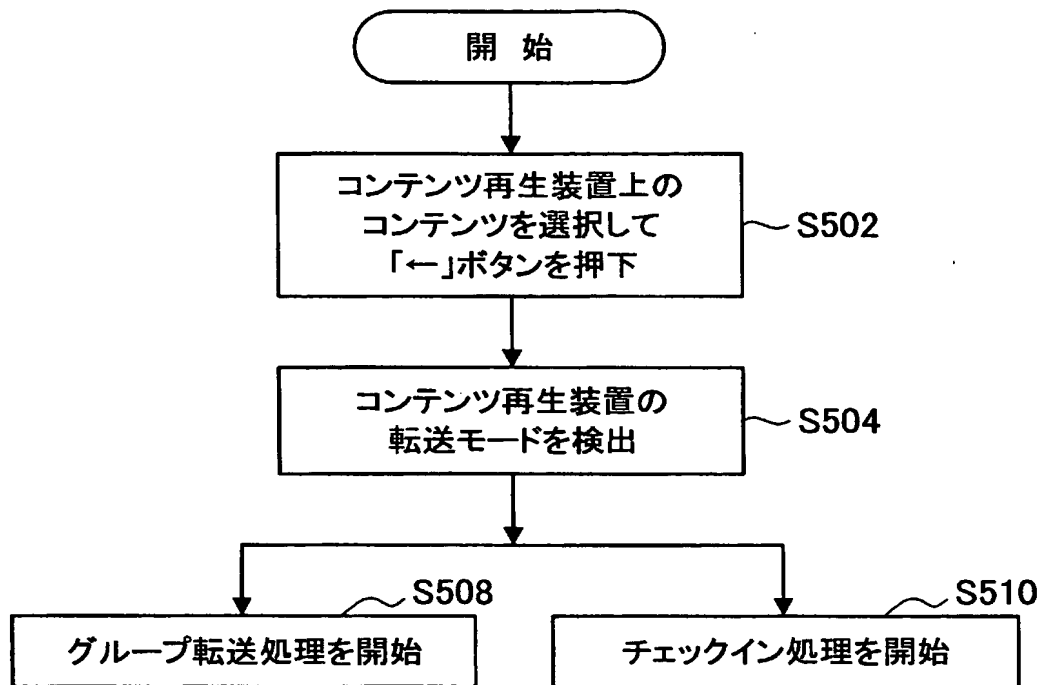 開 始
コンテンツ再生装置上の
コンテンツを選択して
「←」ボタンを押下
S502
コンテンツ再生装置の
転送モードを検出
S504
S508
グループ転送処理を開始
S510
チェックイン処理を開始